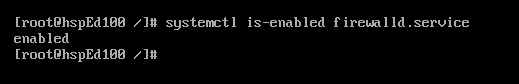 [root@hspEd100 /]# systemctl is-enabled firewalld.service
enabled
[root@hspEd100 /]#